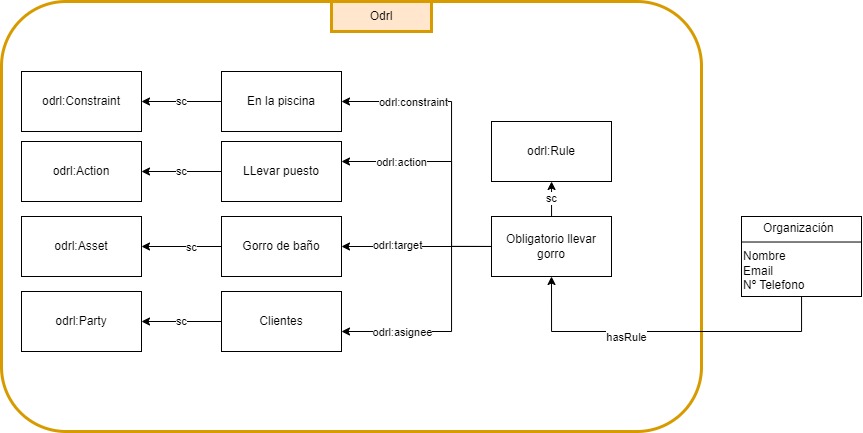 Odrl
odrl:Constraint
sc
En la piscina
odrl:constraint
odrl:Action
sc
LLevar puesto
odrl:action
odrl:Rule
sc
odrl:Asset
sc
Gorro de baño
odrl:target
Obligatorio llevar
gorro
Organización
Nombre
Email
Nº Telefono
odrl:Party
sc
Clientes
odrl:asignee
hasRule